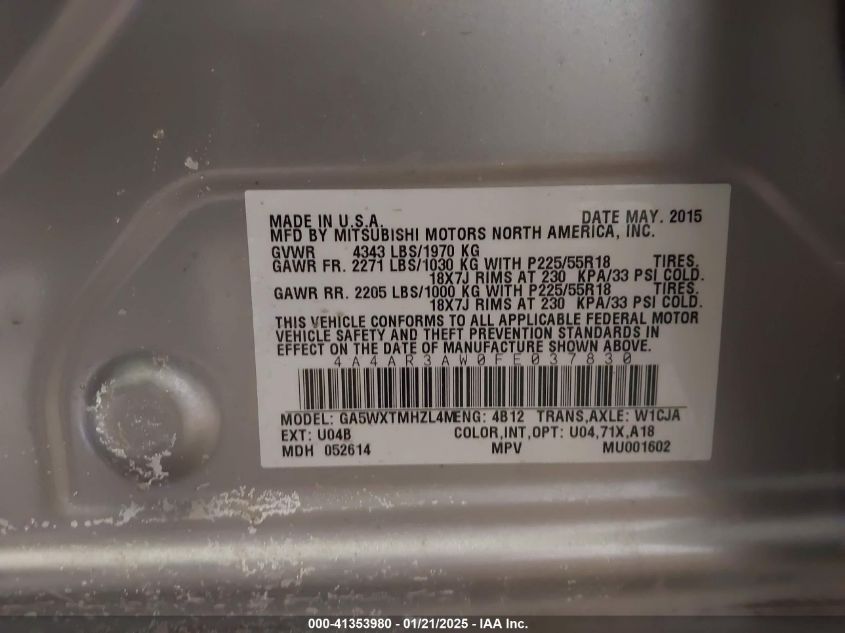 MADE IN U.S.A. DATE MAY. 2015
MFD BY MITSUBISHI MOTORS NORTH AMERICA, INC.
GVWR 4343 LBS/1970 KG
GAWR FR. 2271 LBS/1030 KG WITH P225/55R18 TIRES.
18X7J RIMS AT 230 KPA/33 PSI COLD.
GAWR RR. 2205 LBS/1000 KG WITH P225/55R18 TIRES.
18X7J RIMS AT 230 KPA/33 PSI COLD.
THIS VEHICLE CONFORMS TO ALL APPLICABLE FEDERAL MOTOR
VEHICLE SAFETY AND THEFT PREVENTION STANDARDS IN
EFFECT ON THE DATE OF MANUFACTURE SHOWN ABOVE.
4A4AR3AW0FE037830
MODEL: GA5WXTMHZL4MENG: 4B12 TRANS,AXLE: W1CJA
EXT: U04B COLOR,INT,OPT: U04,71X,A18
MDH 052614 MPV MU001602
000-41353980 - 01/21/2025 - IAA Inc.